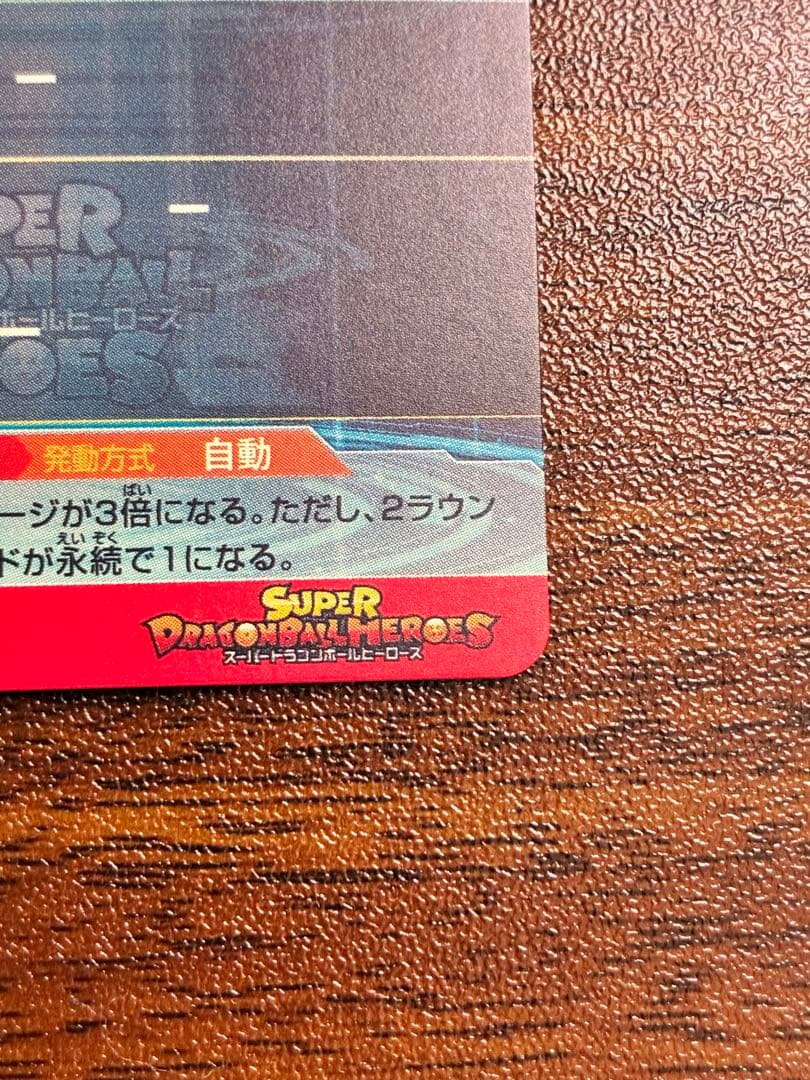 PER
ONBALL
ボールヒーローズ
OES
発動方式 自動
ージが3倍になる。ただし、2ラウン
ばい
ドが永続で1になる。
えい ぞく
SUPER
DRAGONBALL HEROES
スーパードラゴンボールヒーローズ